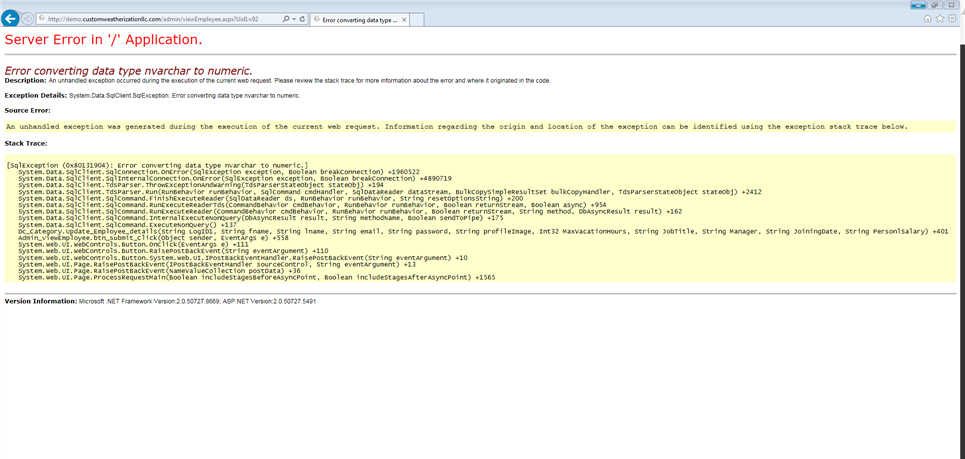 http://demo.customweatherizationllc.com/admin/viewEmployee.aspx?Uid1=92
Error converting data type ...
Server Error in '/' Application.
Error converting data type nvarchar to numeric.
Description: An unhandled exception occurred during the execution of the current web request. Please review the stack trace for more information about the error and where it originated in the code.
Exception Details: System.Data.SqlClient.SqlException: Error converting data type nvarchar to numeric.
Source Error:
An unhandled exception was generated during the execution of the current web request. Information regarding the origin and location of the exception can be identified using the exception stack trace below.
Stack Trace:
[SqlException (0x80131904): Error converting data type nvarchar to numeric.]
System.Data.SqlClient.SqlConnection.OnError(SqlException exception, Boolean breakConnection) +1960522
System.Data.SqlClient.SqlInternalConnection.OnError(SqlException exception, Boolean breakConnection) +4890719
System.Data.SqlClient.TdsParser.ThrowExceptionAndWarning(TdsParserStateObject stateObj) +194
System.Data.SqlClient.TdsParser.Run(RunBehavior runBehavior, SqlCommand cmdHandler, SqlDataReader dataStream, BulkCopySimpleResultSet bulkCopyHandler, TdsParserStateObject stateObj) +2412
System.Data.SqlClient.SqlCommand.FinishExecuteReader(SqlDataReader ds, RunBehavior runBehavior, String resetOptionsString) +200
System.Data.SqlClient.SqlCommand.RunExecuteReaderTds(CommandBehavior cmdBehavior, RunBehavior runBehavior, Boolean returnStream, Boolean async) +954
System.Data.SqlClient.SqlCommand.RunExecuteReader(CommandBehavior cmdBehavior, RunBehavior runBehavior, Boolean returnStream, String method, DbAsyncResult result) +162
System.Data.SqlClient.SqlCommand.InternalExecuteNonQuery(DbAsyncResult result, String methodName, Boolean sendToPipe) +175
System.Data.SqlClient.SqlCommand.ExecuteNonQuery() +137
Dc_Category.Update_Employee_details(String LogID1, String fname, String lname, String email, String password, String profileImage, Int32 MaxVacationHours, String JobTitle, String Manager, String JoiningDate, String PersonlSalary) +401
Admin_viewEmployee.btn_submit_Click(Object sender, EventArgs e) +558
System.Web.UI.WebControls.Button.OnClick(EventArgs e) +111
System.Web.UI.WebControls.Button.RaisePostBackEvent(String eventArgument) +110
System.Web.UI.WebControls.Button.System.Web.UI.IPostBackEventHandler.RaisePostBackEvent(String eventArgument) +10
System.Web.UI.Page.RaisePostBackEvent(IPostBackEventHandler sourceControl, String eventArgument) +13
System.Web.UI.Page.RaisePostBackEvent(NameValueCollection postData) +36
System.Web.UI.Page.ProcessRequestMain(Boolean includeStagesBeforeAsyncPoint, Boolean includeStagesAfterAsyncPoint) +1565
Version Information: Microsoft .NET Framework Version:2.0.50727.8669; ASP.NET Version:2.0.50727.5491